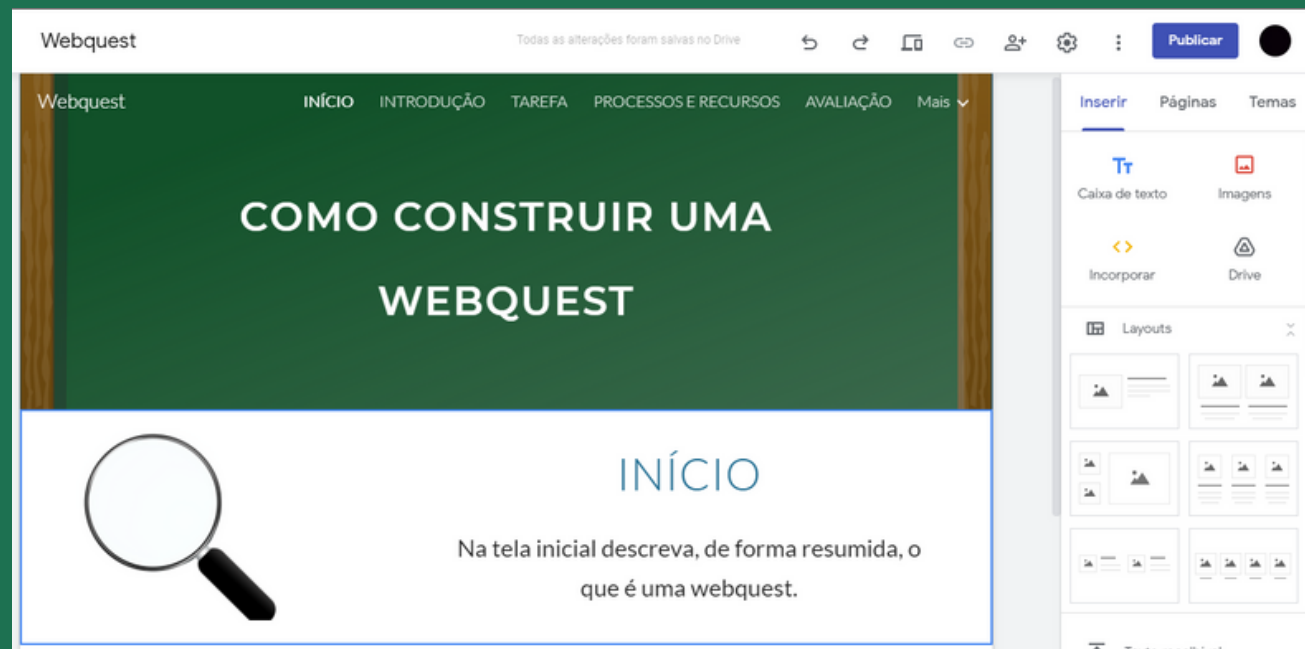 Webquest
Todas as alterações foram salvas no Drive
Publicar
Webquest
INÍCIO INTRODUÇÃO TAREFA PROCESSOS E RECURSOS AVALIAÇÃO Mais
COMO CONSTRUIR UMA
WEBQUEST
INÍCIO
Na tela inicial descreva, de forma resumida, o
que é uma webquest.
Inserir Páginas Temas
Tт
Caixa de texto Imagens
Incorporar Drive
Layouts